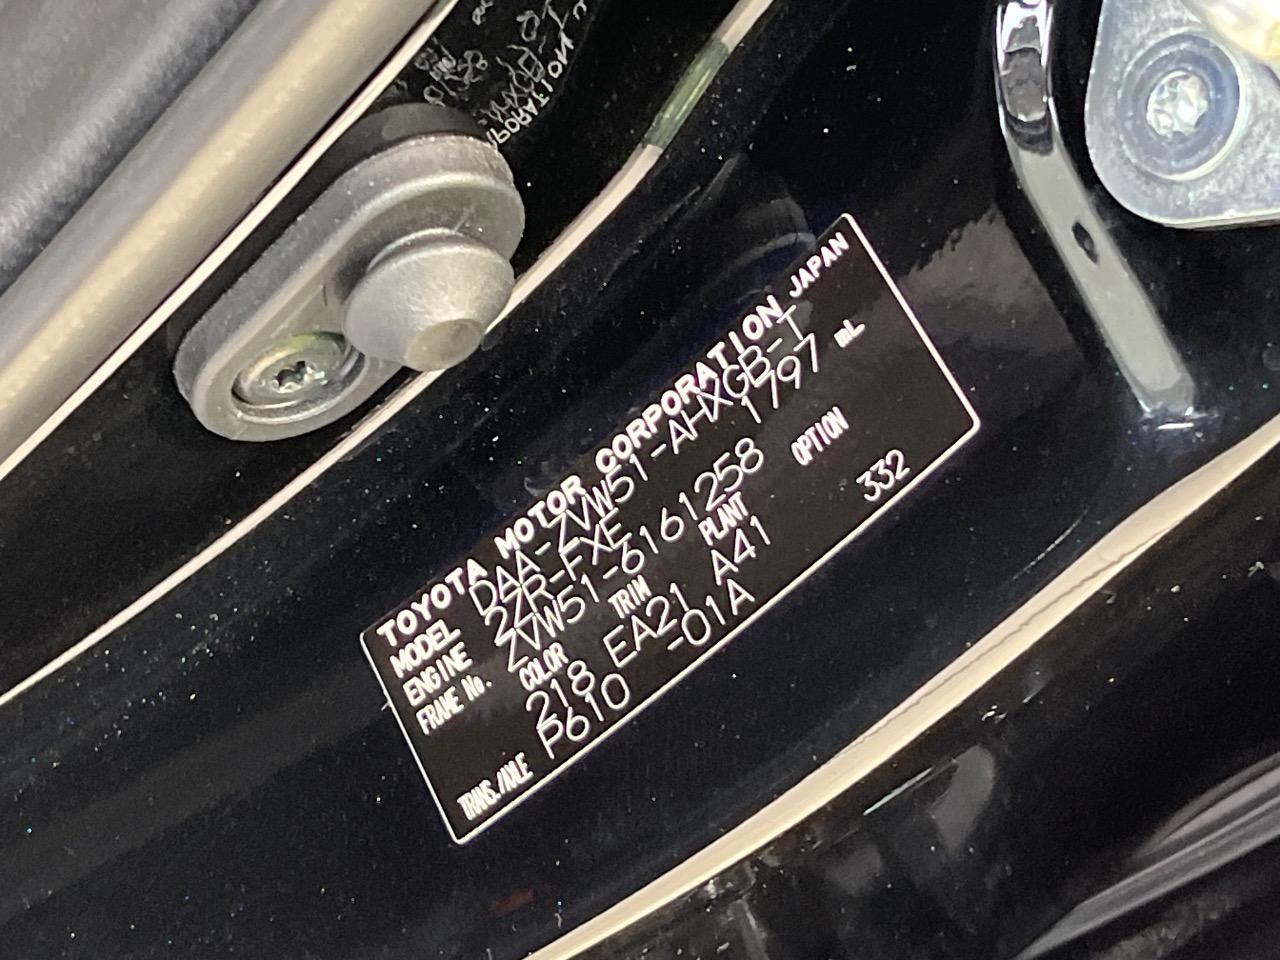 TOYOTA MOTOR CORPORATION JAPAN
MODEL DAA-ZVW51-AHXGB-T
ENGINE 2ZR-FXE 1797 mL
FRAME No. ZVW51-6161258
COLOR TRIM PLANT OPTION
218 EA21 A41 332
TRANS./AXLE P610 -01A